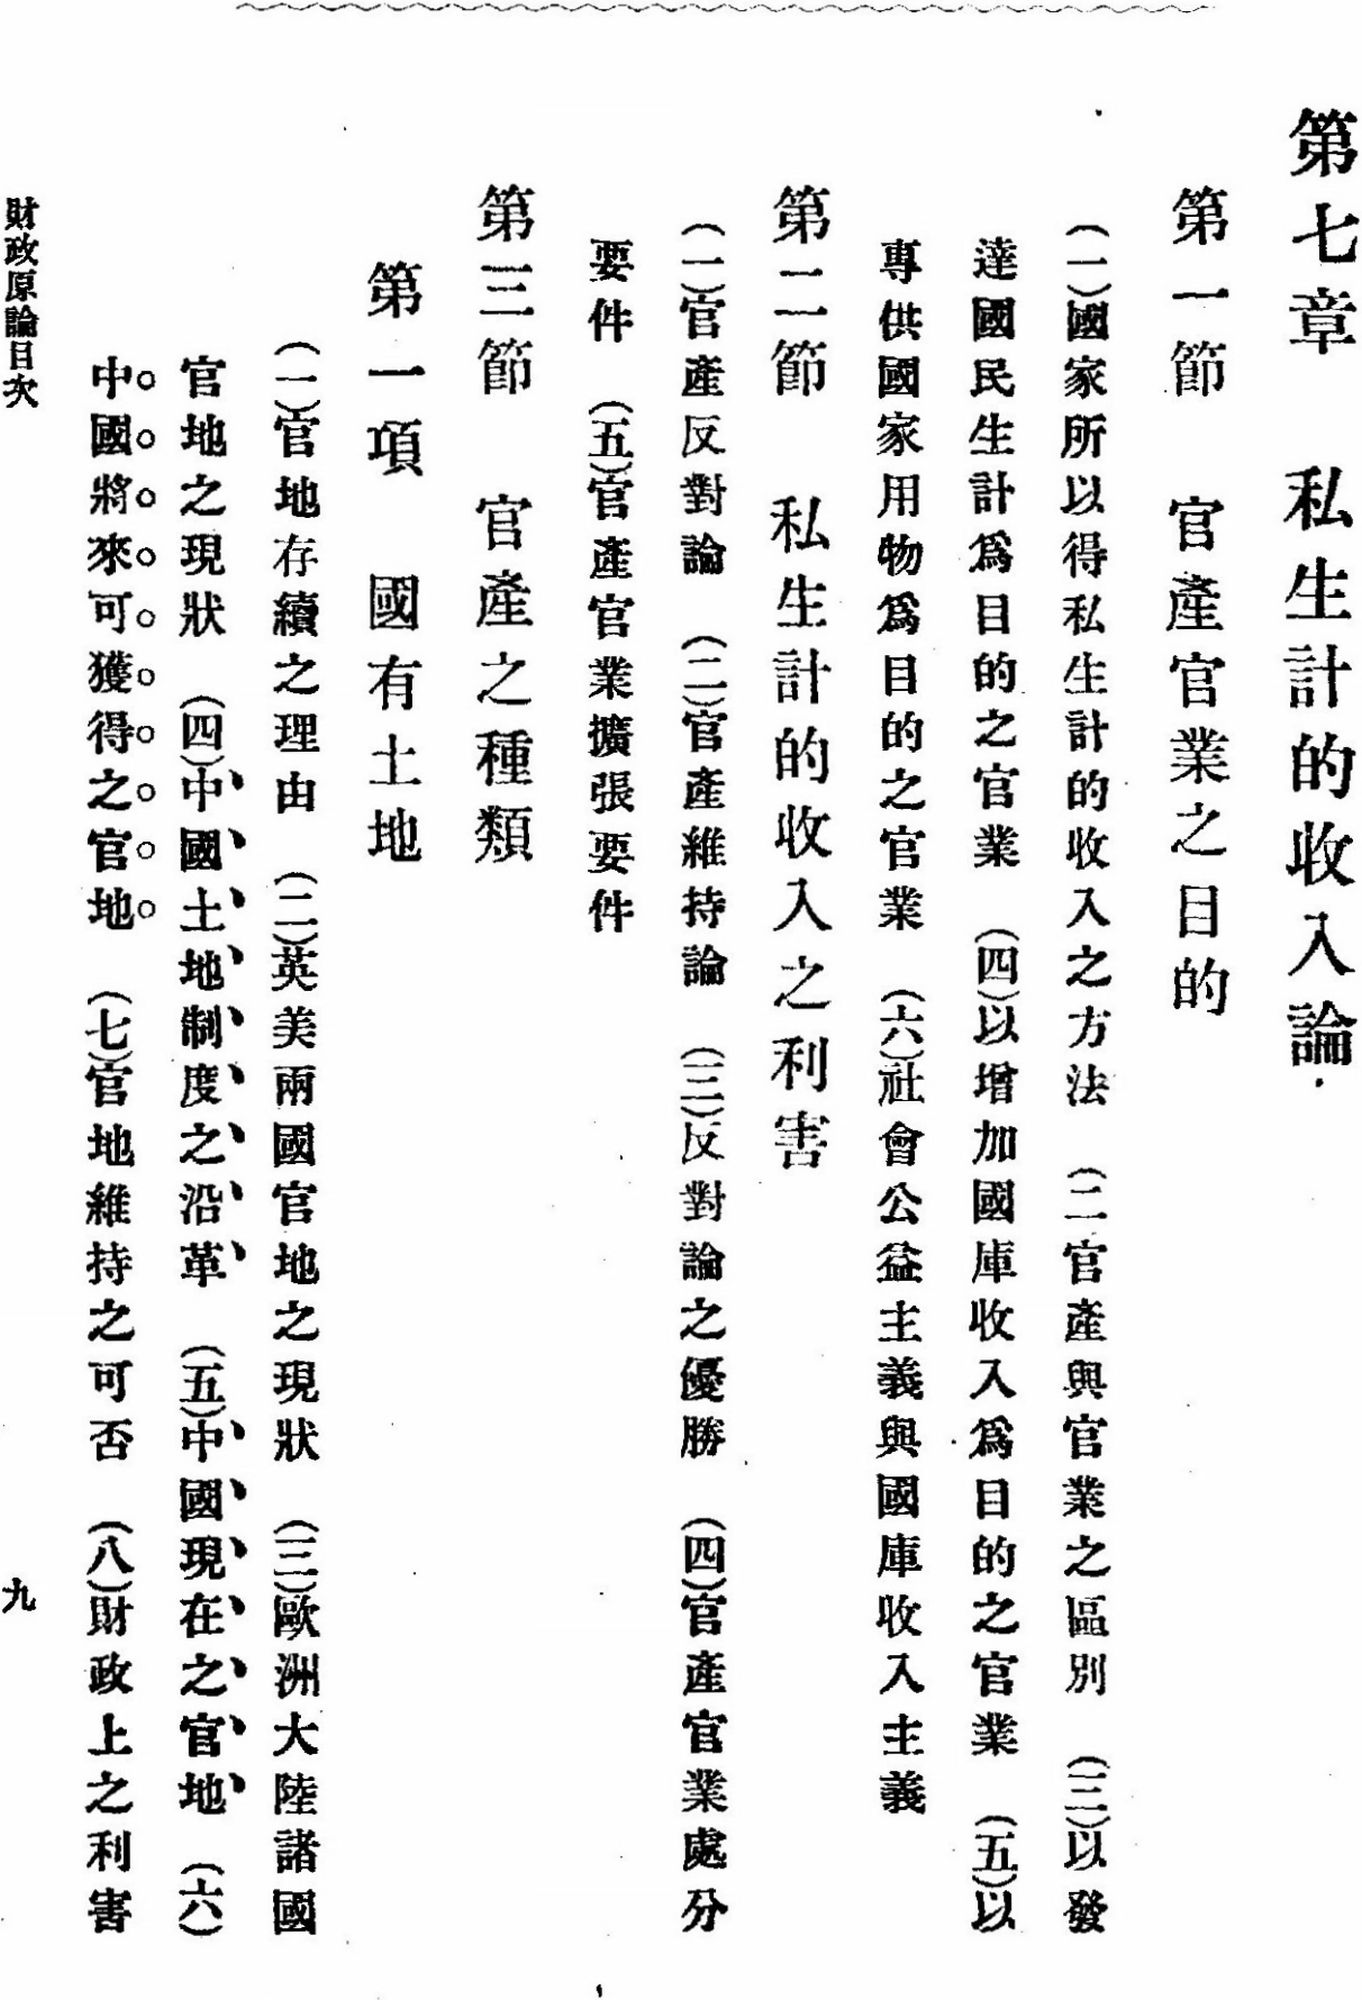 第七章　私生計的收入論
第一節　官產官業之目的
(一)國家所以得私生計的收入之方法　(二官產與官業之區別　(三)以發
達國民生計爲目的之官業　(四)以增加國庫收入爲目的之官業　(五)以
專供國家用物爲目的之官業　(六)社會公益主義與國庫收入主義
第二節　私生計的收入之利害
(一)官產反對論　(二)官產維持論　(三)反對論之優勝　(四)官產官業處分
要件　(五)官產官業擴張要件
第三節　官產之種類
第一項　國有土地
(一)官地存續之理由　(二)英美兩國官地之現狀　(三)歐洲大陸諸國
官地之現狀　(四)中國土地制度之沿革　(五)中國現在之官地　(六)
中國將來可獲得之官地　(七)官地維持之可否　(八)財政上之利害
財政原論目次
九